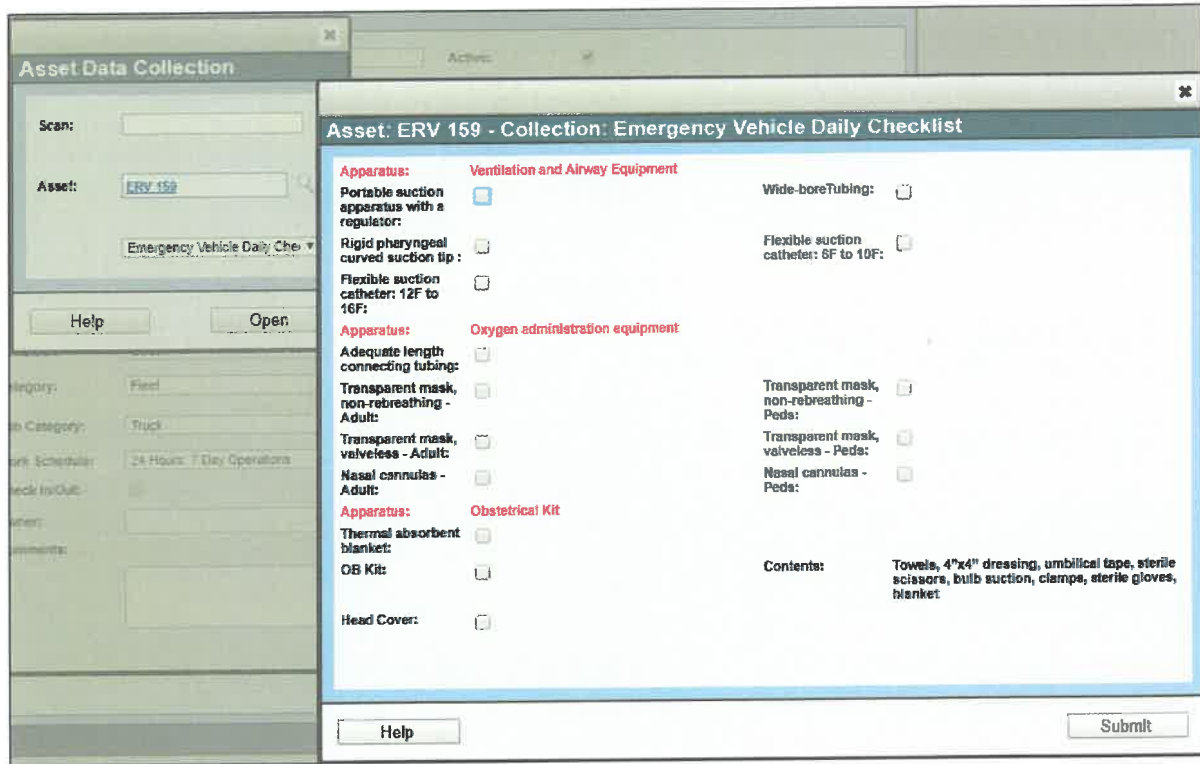 Active:
Asset Data Collection
Scan:
Asset: ERV 159
Emergency Vehicle Daily Che
Help Open
Category: Fleet
Category: Truck
Schedule: 24 Hours: 7 Day Operations
In/Out:
Asset: ERV 159 - Collection: Emergency Vehicle Daily Checklist
Apparatus: Ventilation and Airway Equipment
Portable suction
apparatus with a
regulator:
Wide-boreTubing:
Rigid pharyngeal
curved suction tip :
Flexible suction
catheter: 6F to 10F:
Flexible suction
catheter: 12F to
16F:
Apparatus: Oxygen administration equipment
Adequate length
connecting tubing:
Transparent mask,
non-rebreathing -
Adult:
Transparent mask,
non-rebreathing -
Peds:
Transparent mask,
valveless - Adult:
Transparent mask,
valveless - Peds:
Nasal cannulas -
Adult:
Nasal cannulas -
Peds:
Apparatus: Obstetrical Kit
Thermal absorbent
blanket:
OB Kit:
Contents: Towels, 4"x4" dressing, umbilical tape, sterile
scissors, bulb suction, clamps, sterile gloves,
blanket
Head Cover:
Help Submit